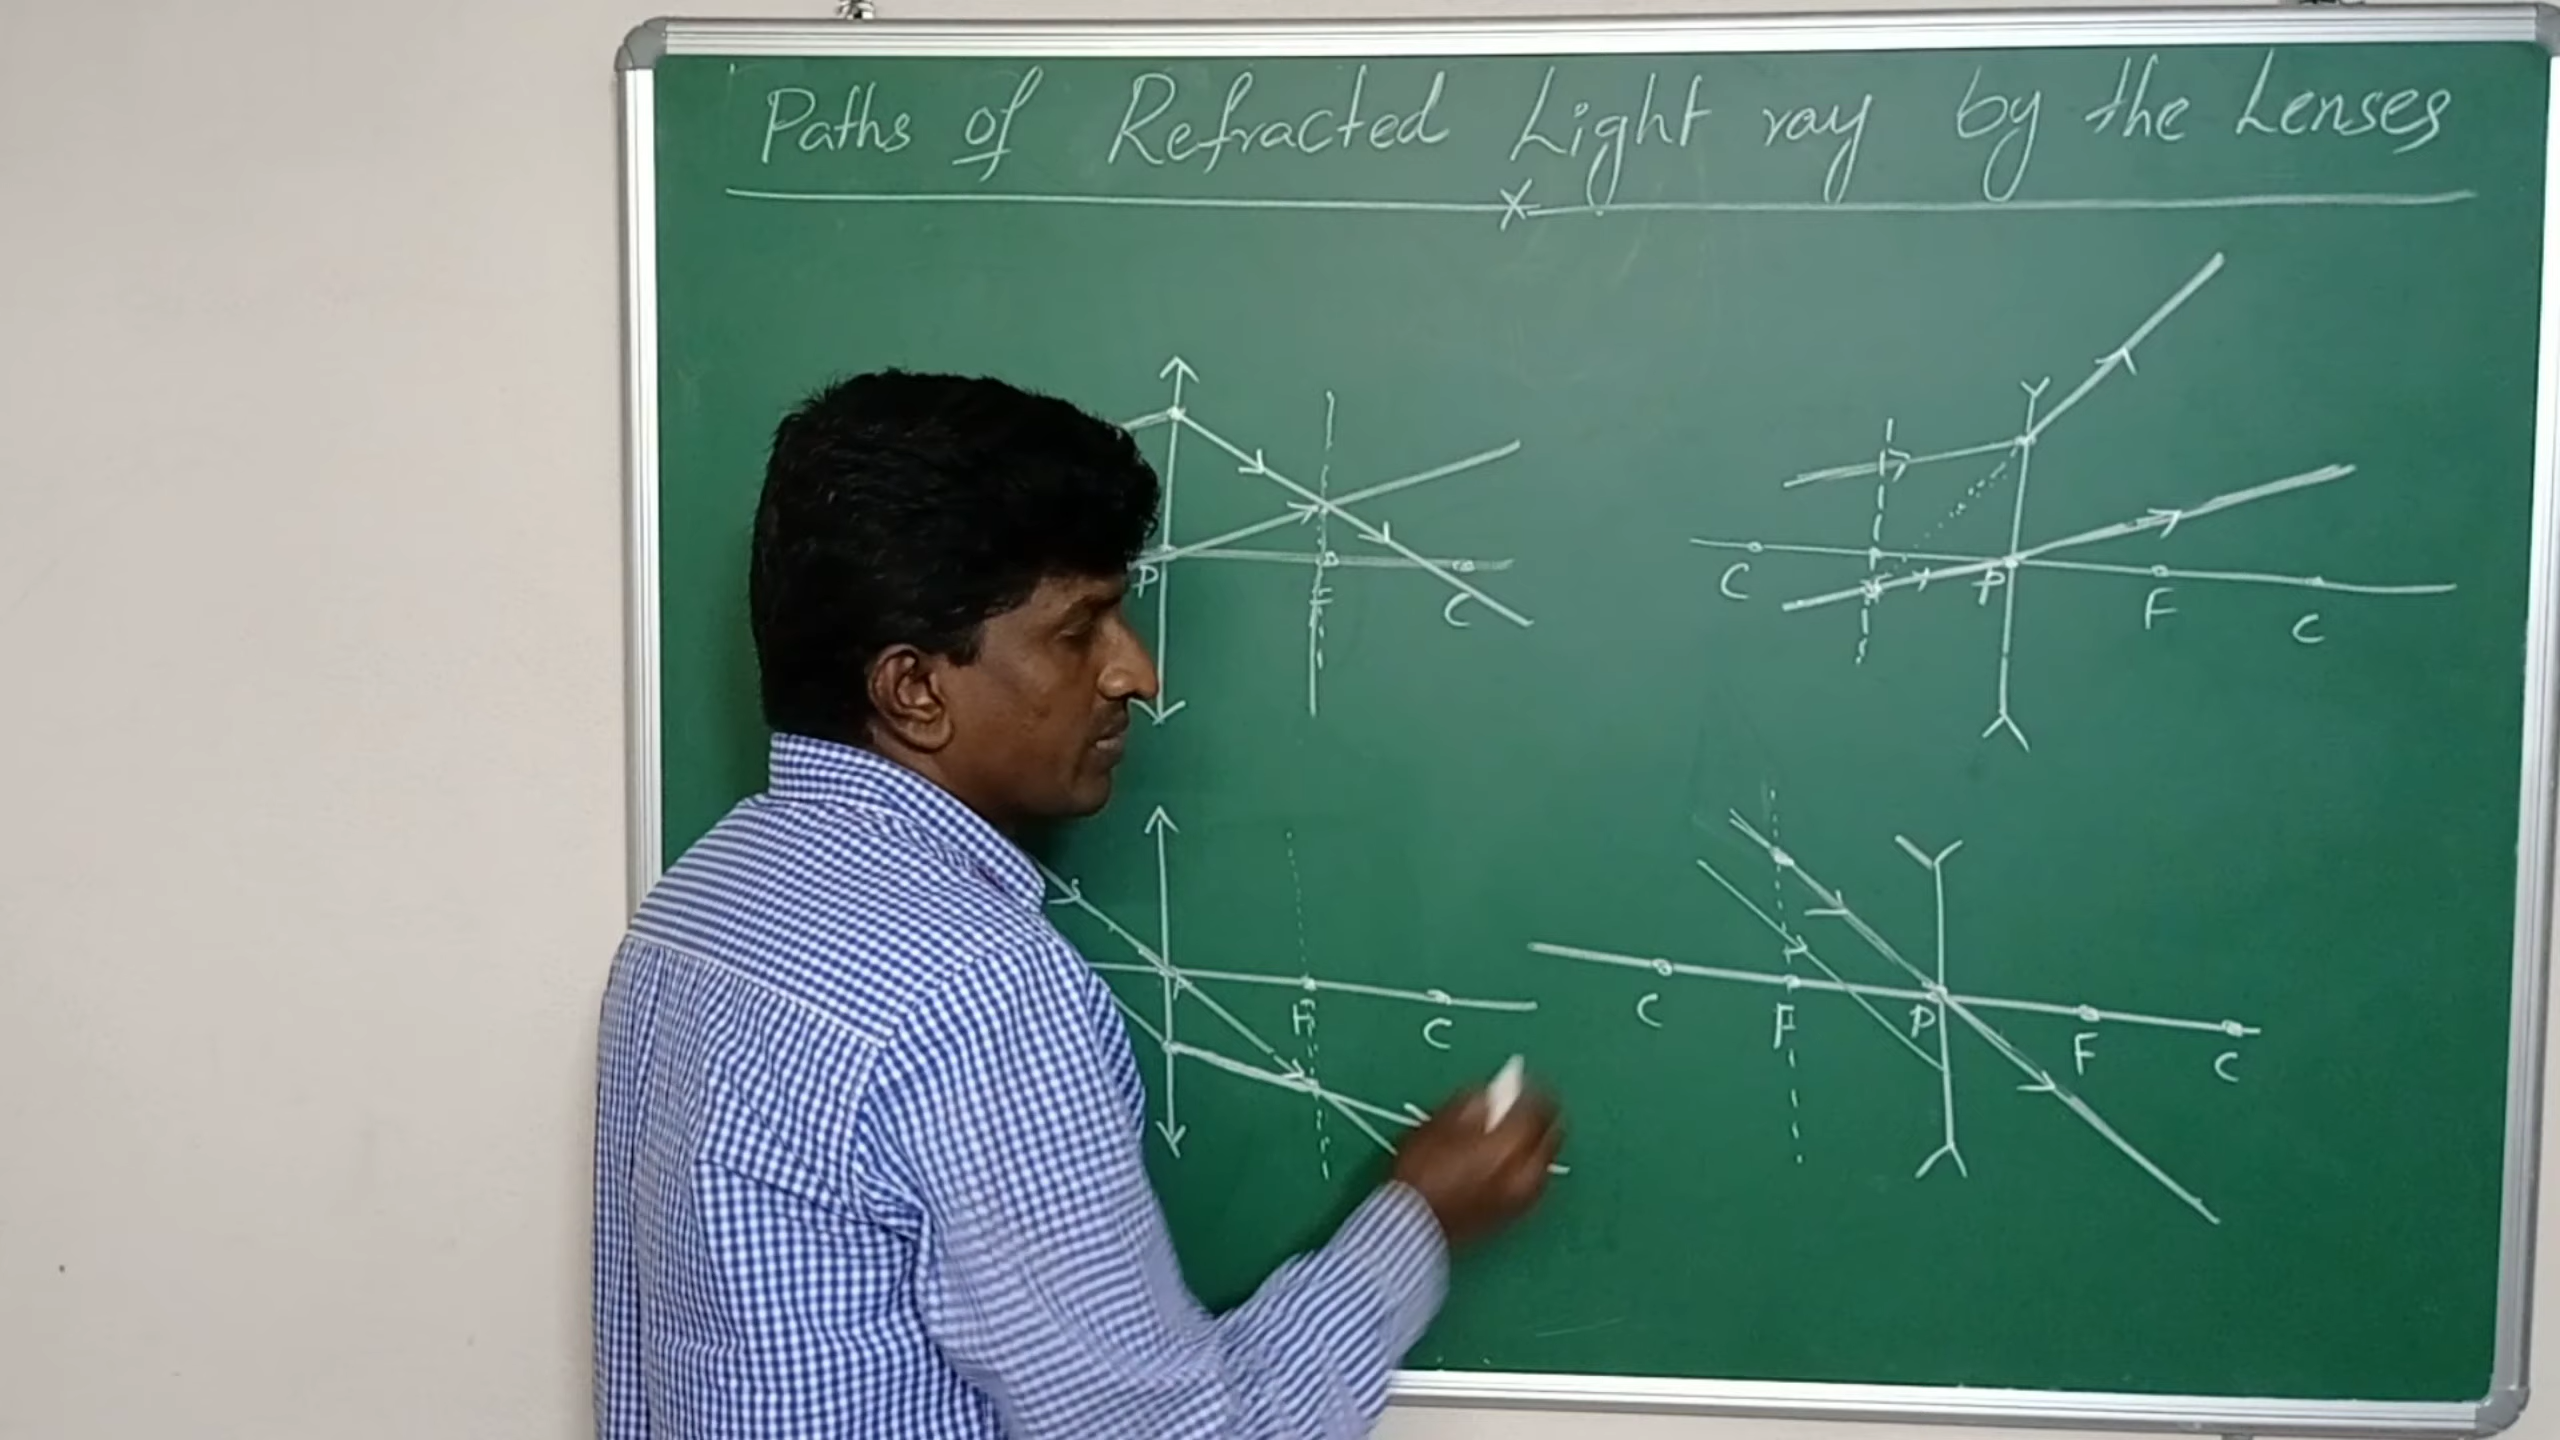 Paths of Refracted Light ray by the Lenses
x
P F C
C F P F C
P F C
C F P F C